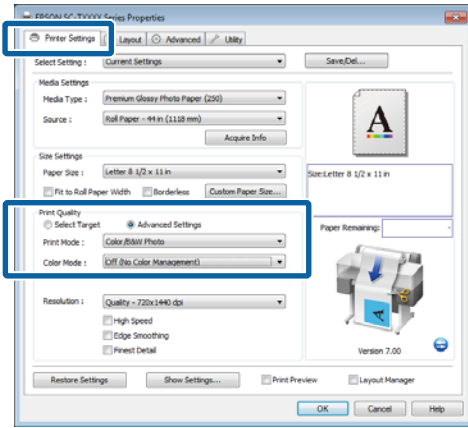 EPSON SC-TXXXX Series Properties
Printer Settings Layout Advanced Utility
Select Setting : Current Settings Save/Del...
Media Settings
Media Type : Premium Glossy Photo Paper (250)
Source : Roll Paper - 44 in (1118 mm)
Acquire Info
A
Size Settings
Paper Size : Letter 8 1/2 x 11 in
Size:Letter 8 1/2 x 11 in
Fit to Roll Paper Width Borderless Custom Paper Size...
Print Quality
Select Target Advanced Settings
Paper Remaining:
Print Mode : Color/B&W Photo
Color Mode : Off (No Color Management)
Resolution : Quality - 720x1440 dpi
High Speed
Edge Smoothing
Finest Detail
Version 7.00
Restore Settings Show Settings... Print Preview Layout Manager
OK Cancel Help